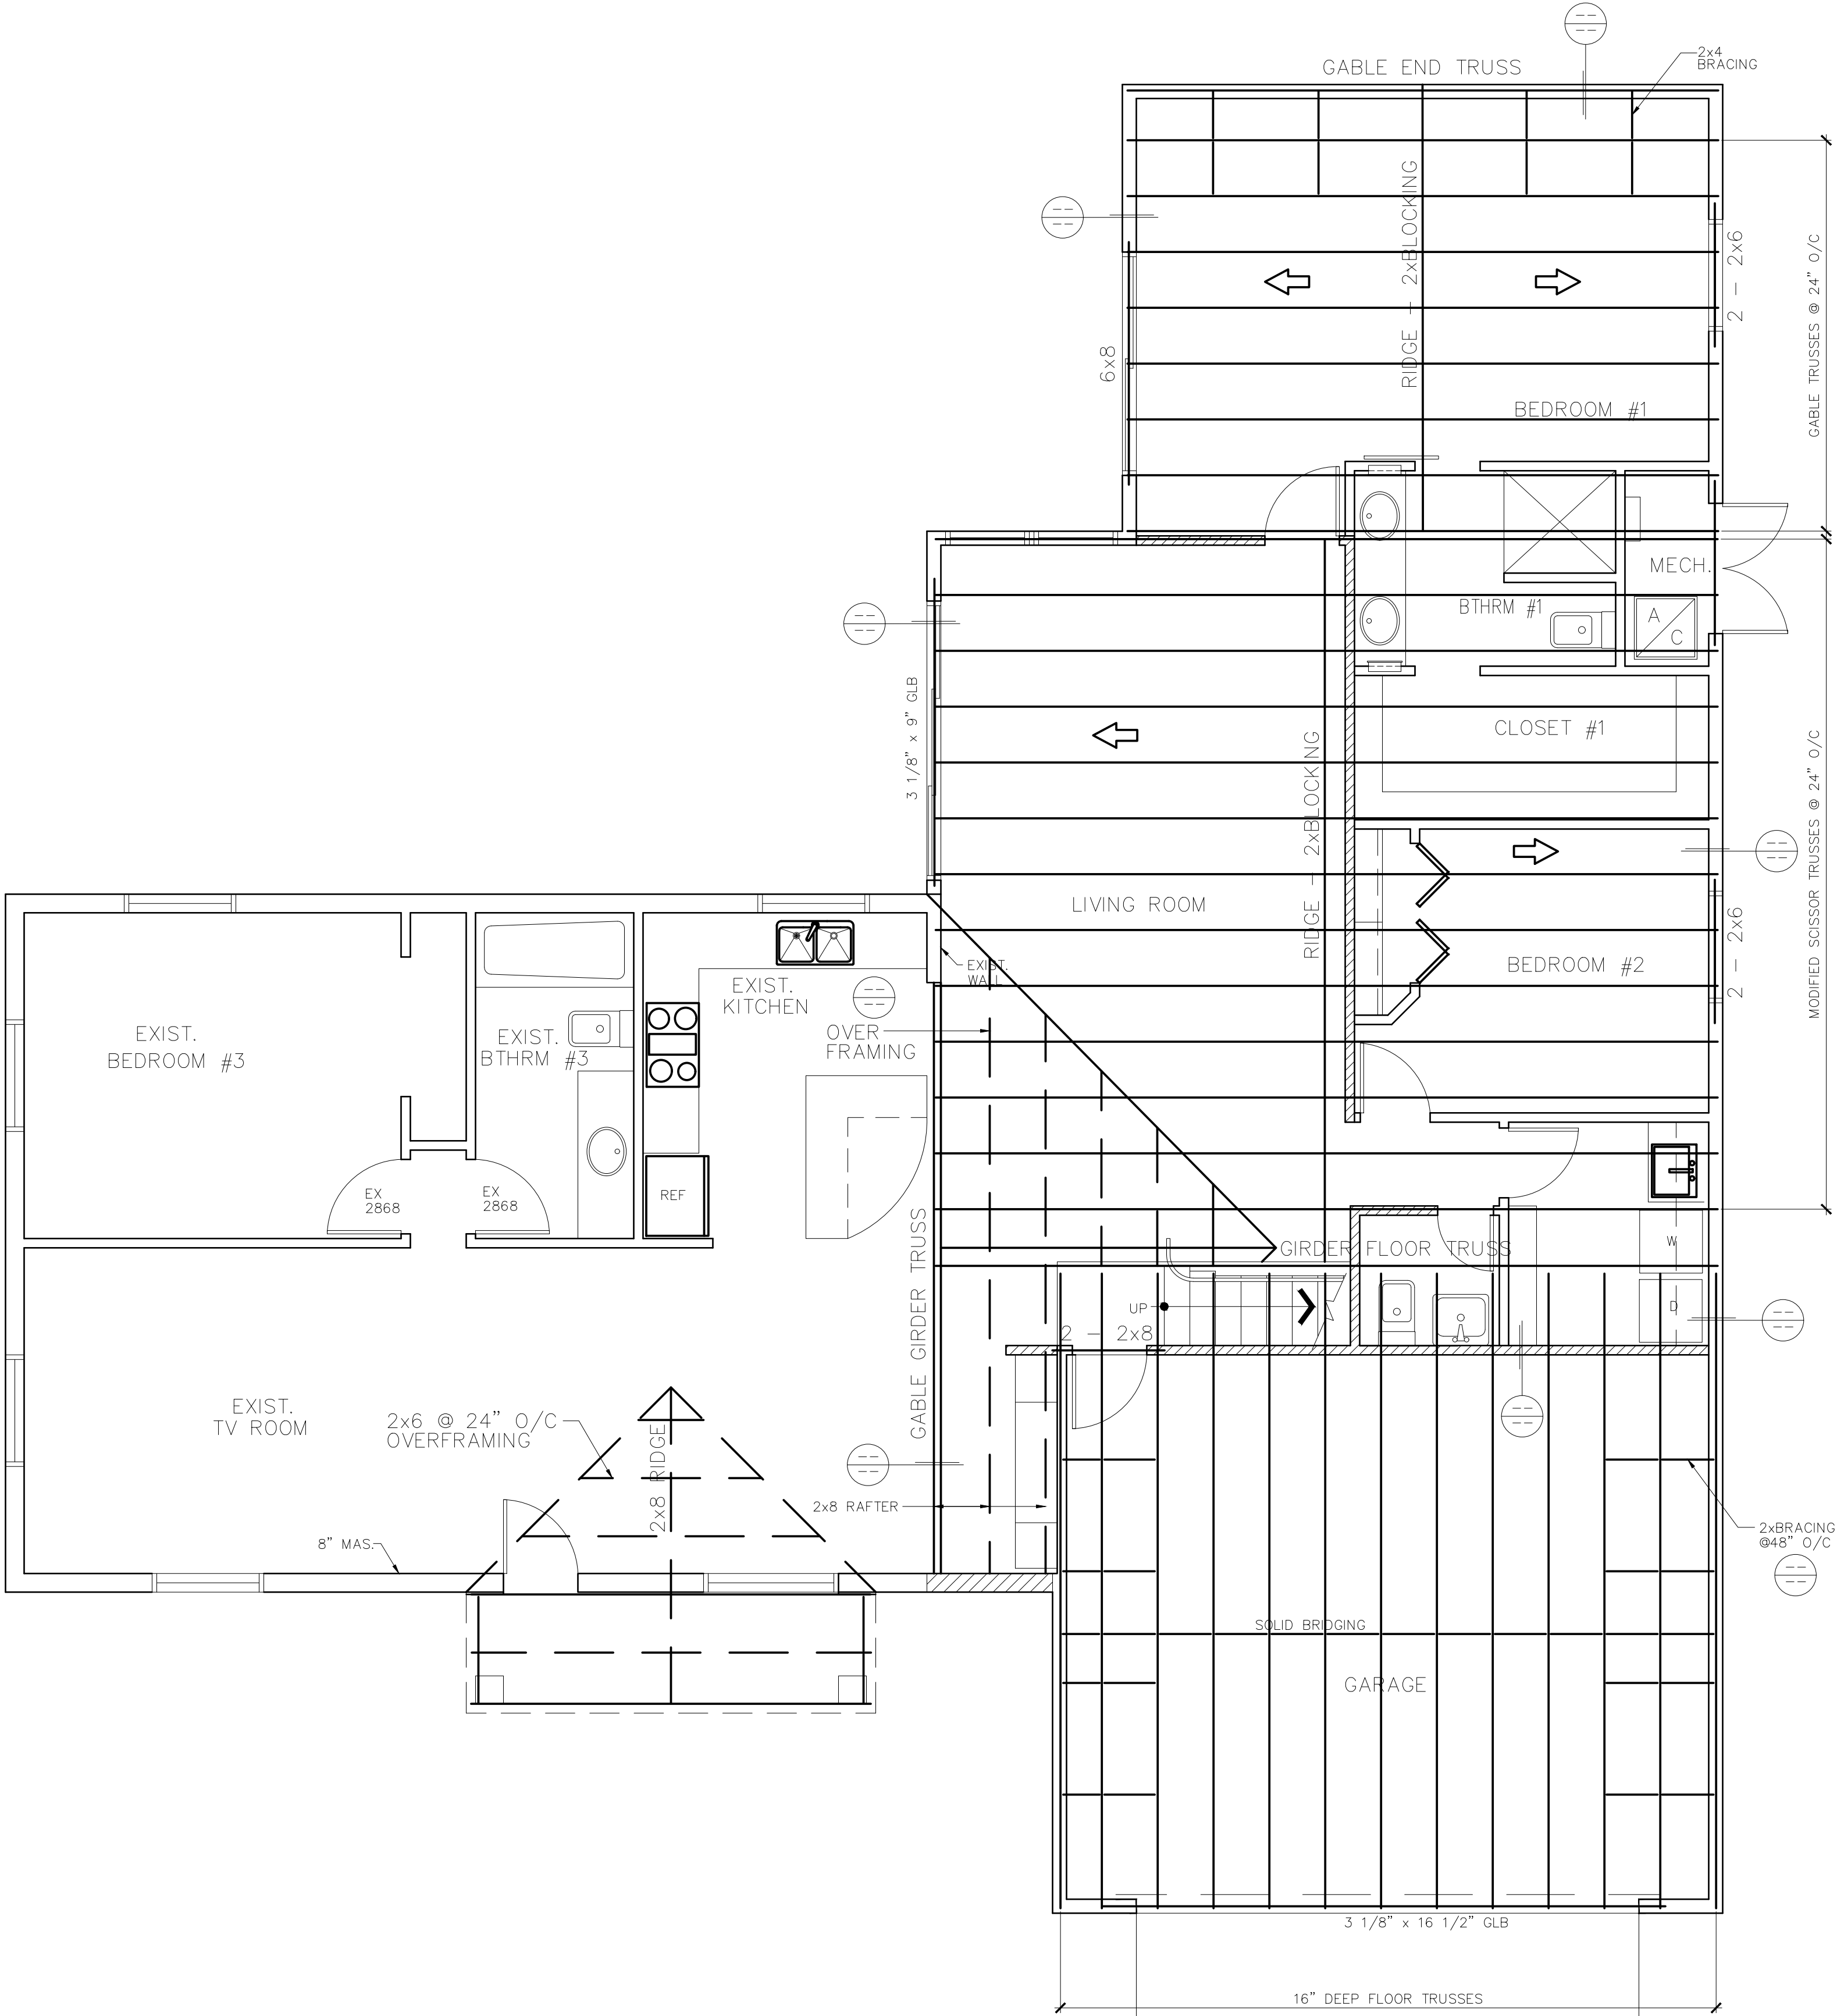 GABLE END TRUSS
2x4
BRACING
RIDGE - 2xBLOCKING
2 - 2x6
GABLE TRUSSES @ 24" O/C
6x8
BEDROOM #1
MECH.
BTHRM #1
A
C
3 1/8" x 9" GLB
CLOSET #1
RIDGE - 2xBLOCKING
MODIFIED SCISSOR TRUSSES @ 24" O/C
LIVING ROOM
2 - 2x6
EXIST.
WALL
BEDROOM #2
EXIST.
KITCHEN
EXIST.
BEDROOM #3
EXIST.
BTHRM #3
OVER
FRAMING
EX
2868
EX
2868
REF
GABLE GIRDER TRUSS
GIRDER FLOOR TRUSS
W
D
UP
2 - 2x8
EXIST.
TV ROOM
2x6 @ 24" O/C
OVERFRAMING
2x8 RIDGE
2x8 RAFTER
8" MAS.
2xBRACING
@48" O/C
SOLID BRIDGING
GARAGE
3 1/8" x 16 1/2" GLB
16" DEEP FLOOR TRUSSES